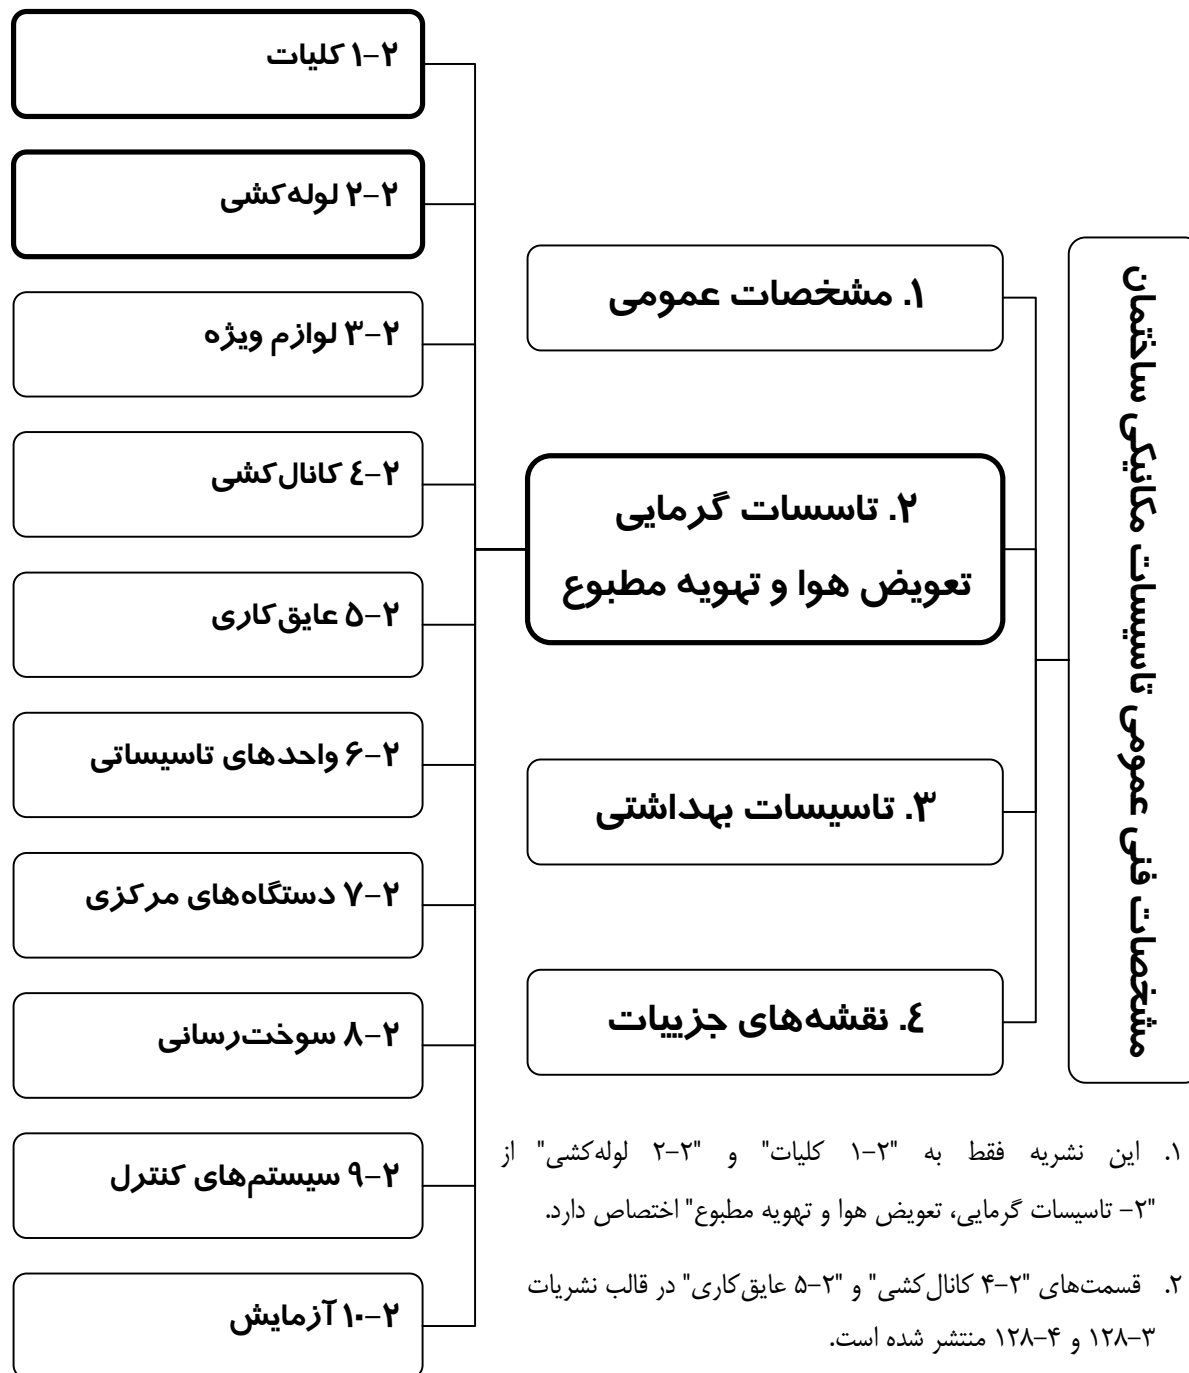 مشخصات فنی عمومی تاسیسات مکانیکی ساختمان
۱. مشخصات عمومی
۲. تاسسات گرمایی
تعویض هوا و تهویه مطبوع
۳. تاسیسات بهداشتی
۴. نقشه‌های جزییات
۲-۱ کلیات
۲-۲ لوله‌کشی
۲-۳ لوازم ویژه
۲-۴ کانال‌کشی
۲-۵ عایق‌کاری
۲-۶ واحدهای تاسیساتی
۲-۷ دستگاه‌های مرکزی
۲-۸ سوخت‌رسانی
۲-۹ سیستم‌های کنترل
۲-۱۰ آزمایش
۱. این نشریه فقط به "۲-۱ کلیات" و "۲-۲ لوله‌کشی" از
"۲- تاسیسات گرمایی، تعویض هوا و تهویه مطبوع" اختصاص دارد.
۲. قسمت‌های "۲-۴ کانال‌کشی" و "۲-۵ عایق‌کاری" در قالب نشریات
۱۲۸-۳ و ۱۲۸-۴ منتشر شده است.